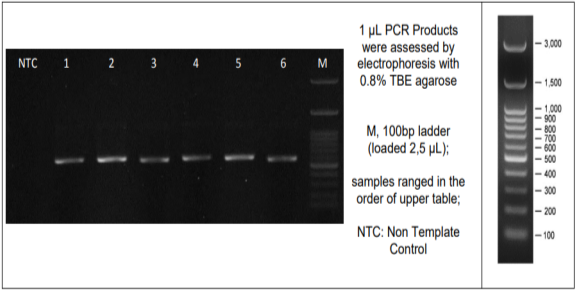 NTC 1 2 3 4 5 6 M
1 µL PCR Products
were assessed by
electrophoresis with
0.8% TBE agarose
M, 100bp ladder
(loaded 2,5 µL);
samples ranged in the
order of upper table;
NTC: Non Template
Control
3,000
1,500
1,000
900
800
700
600
500
400
300
200
100